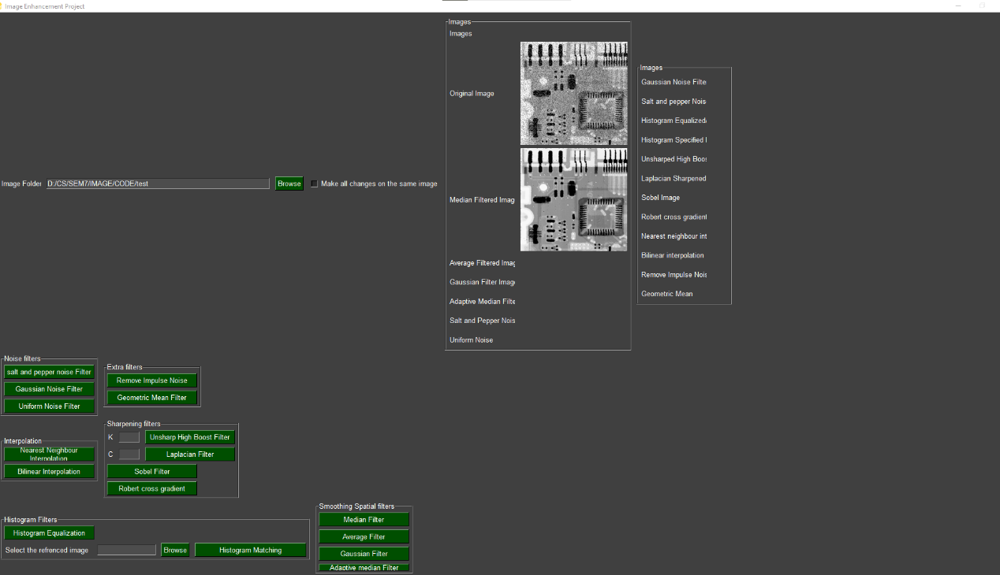 Image Enhancement Project
Images
Images
Original Image
Median Filtered Imag
Average Filtered Imag
Gaussian Filter Imag
Adaptive Median Filte
Salt and Pepper Nois
Uniform Noise
Images
Gaussian Noise Filte
Salt and pepper Nois
Histogram Equalized
Histogram Specified I
Unsharped High Boos
Laplacian Sharpened
Sobel Image
Robert cross gradient
Nearest neighbour int
Bilinear interpolation
Remove Impulse Nois
Geometric Mean
Image Folder D:/CS/SEM7/IMAGE/CODE/test Browse Make all changes on the same image
Noise filters
salt and pepper noise Filter
Gaussian Noise Filter
Uniform Noise Filter
Extra filters
Remove Impulse Noise
Geometric Mean Filter
Interpolation
Nearest Neighbour
Interpolation
Bilinear Interpolation
Sharpening filters
K Unsharp High Boost Filter
C Laplacian Filter
Sobel Filter
Robert cross gradient
Histogram Filters
Histogram Equalization
Select the refrenced image Browse Histogram Matching
Smoothing Spatial filters
Median Filter
Average Filter
Gaussian Filter
Adaptive median Filter